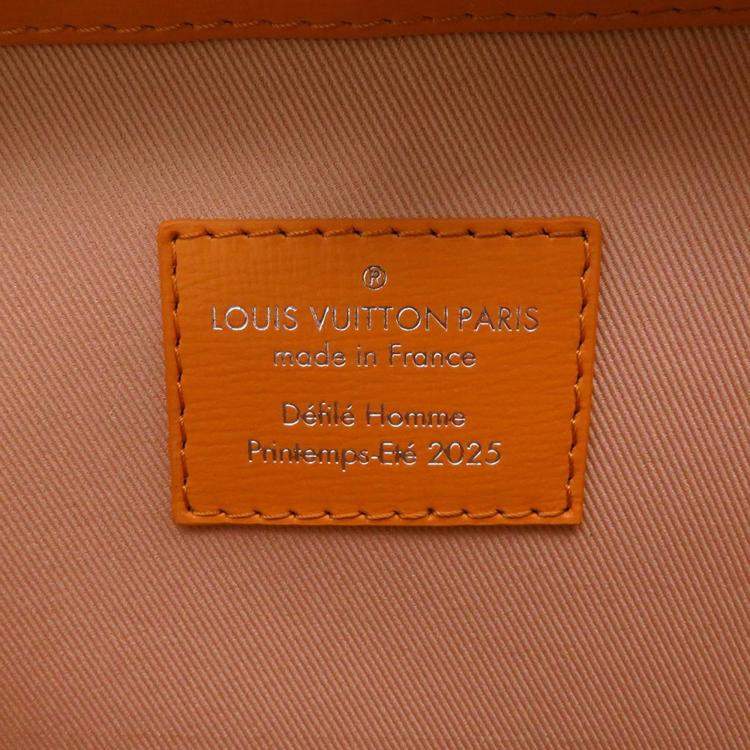 ®
LOUIS VUITTON PARIS
made in France
Défilé Homme
Printemps-Eté 2025